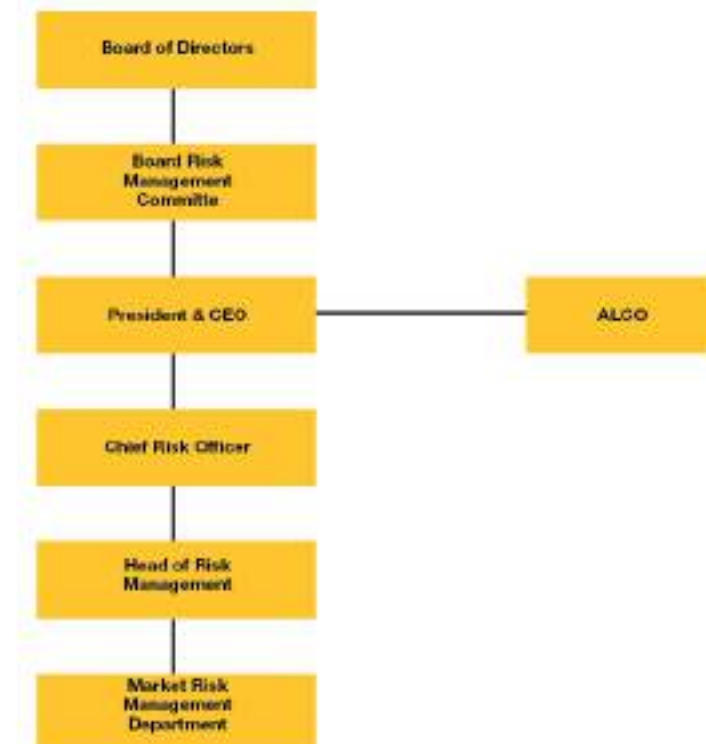 Board of Directors
Board Risk
Management
Committe
President & CEO
ALCO
Chief Risk Officer
Head of Risk
Management
Market Risk
Management
Department